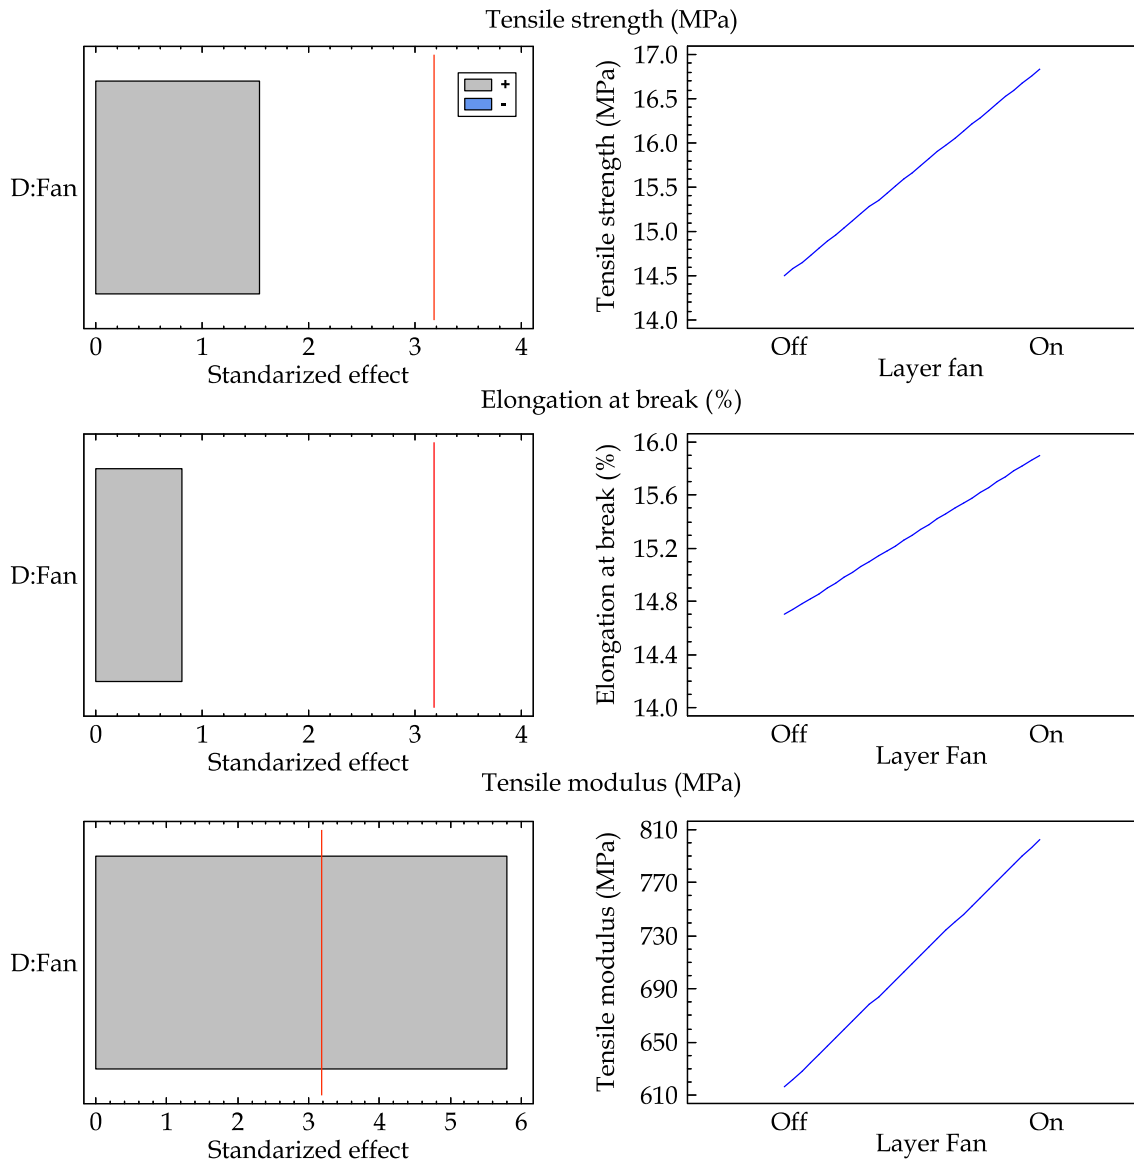 Tensile strength (MPa)
+
-
D:Fan
0 1 2 3 4
Standarized effect
Tensile strength (MPa)
17.0
16.5
16.0
15.5
15.0
14.5
14.0
Off On
Layer fan
Elongation at break (%)
D:Fan
0 1 2 3 4
Standarized effect
Elongation at break (%)
16.0
15.6
15.2
14.8
14.4
14.0
Off On
Layer Fan
Tensile modulus (MPa)
D:Fan
0 1 2 3 4 5 6
Standarized effect
Tensile modulus (MPa)
810
770
730
690
650
610
Off On
Layer Fan